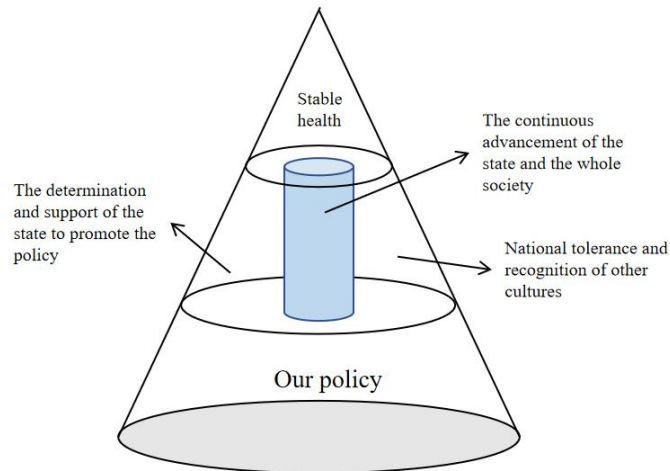 Stable
health
The continuous
advancement of the
state and the whole
society
The determination
and support of the
state to promote the
policy
National tolerance and
recognition of other
cultures
Our policy